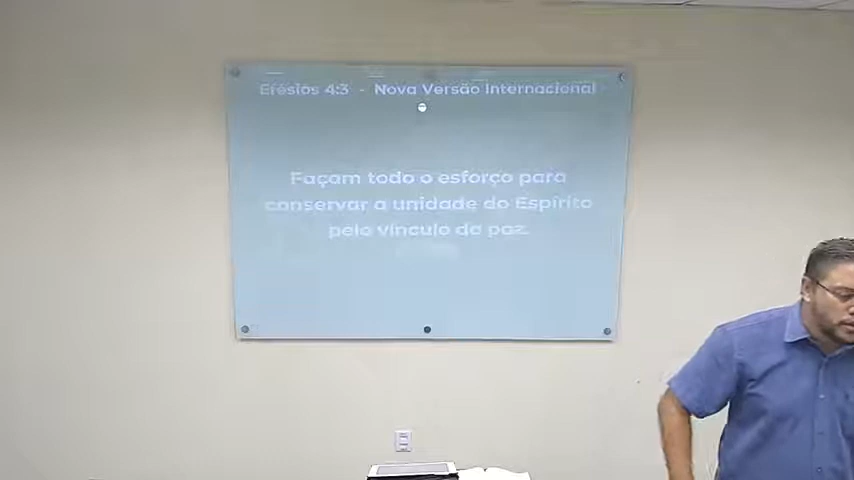 Efésios 4:3 - Nova Versão Internacional
Façam todo o esforço para
conservar a unidade do Espírito
pelo vínculo da paz.